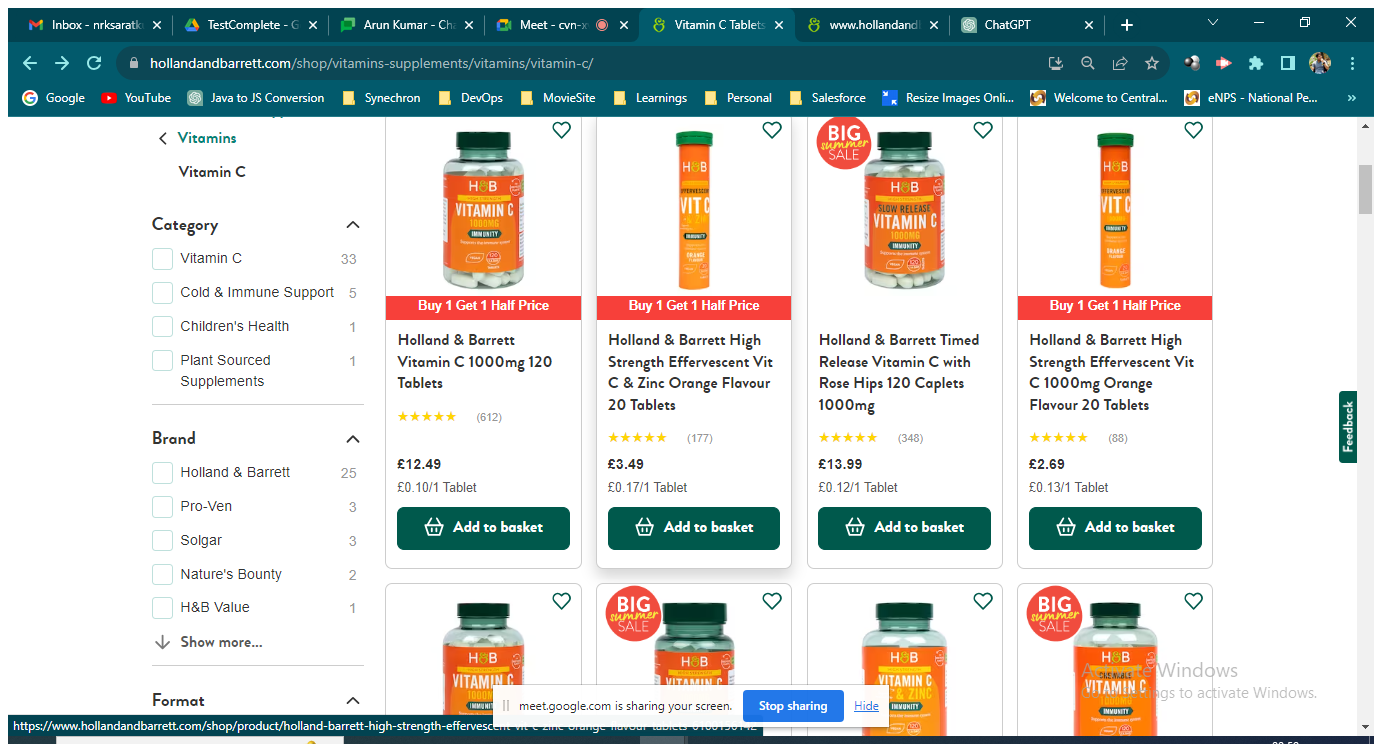 Inbox - nrksaratk
TestComplete - G
Arun Kumar - Cha
Meet - cvn-x
Vitamin C Tablets
www.hollandand
ChatGPT
hollandandbarrett.com/shop/vitamins-supplements/vitamins/vitamin-c/
Google
YouTube
Java to JS Conversion
Synechron
DevOps
MovieSite
Learnings
Personal
Salesforce
Resize Images Onli...
Welcome to Central...
eNPS - National Pe...
»
Vitamins
Vitamin C
Category
Vitamin C 33
Cold & Immune Support 5
Children's Health 1
Plant Sourced 1
Supplements
Brand
Holland & Barrett 25
Pro-Ven 3
Solgar 3
Nature's Bounty 2
H&B Value 1
Show more...
Format
H&B
VITAMIN C
1000MG
IMMUNITY
Buy 1 Get 1 Half Price
Holland & Barrett
Vitamin C 1000mg 120
Tablets
(612)
£12.49
£0.10/1 Tablet
Add to basket
H&B
EFFERVESCENT
VIT C
& ZINC
IMMUNITY
ORANGE
FLAVOUR
Buy 1 Get 1 Half Price
Holland & Barrett High
Strength Effervescent Vit
C & Zinc Orange Flavour
20 Tablets
(177)
£3.49
£0.17/1 Tablet
Add to basket
BIG
summer
SALE
H&B
SLOW RELEASE
VITAMIN C
1000MG
IMMUNITY
Holland & Barrett Timed
Release Vitamin C with
Rose Hips 120 Caplets
1000mg
(348)
£13.99
£0.12/1 Tablet
Add to basket
H&B
EFFERVESCENT
VIT C
IMMUNITY
ORANGE
FLAVOUR
Buy 1 Get 1 Half Price
Holland & Barrett High
Strength Effervescent Vit
C 1000mg Orange
Flavour 20 Tablets
(88)
£2.69
£0.13/1 Tablet
Add to basket
Feedback
H&B
VITAMIN C
BIG
summer
SALE
H&B
VITAMIN C
H&B
VITAMIN C
& ZINC
IMMUNITY
BIG
summer
SALE
H&B
CHEWABLE
VITAMIN C
IMMUNITY
Activate Windows
to activate Windows.
meet.google.com is sharing your screen.
Stop sharing
Hide
https://www.hollandandbarrett.com/shop/product/holland-barrett-high-strength-effervescent-vit-c-zinc-orange-flavour-tablets-